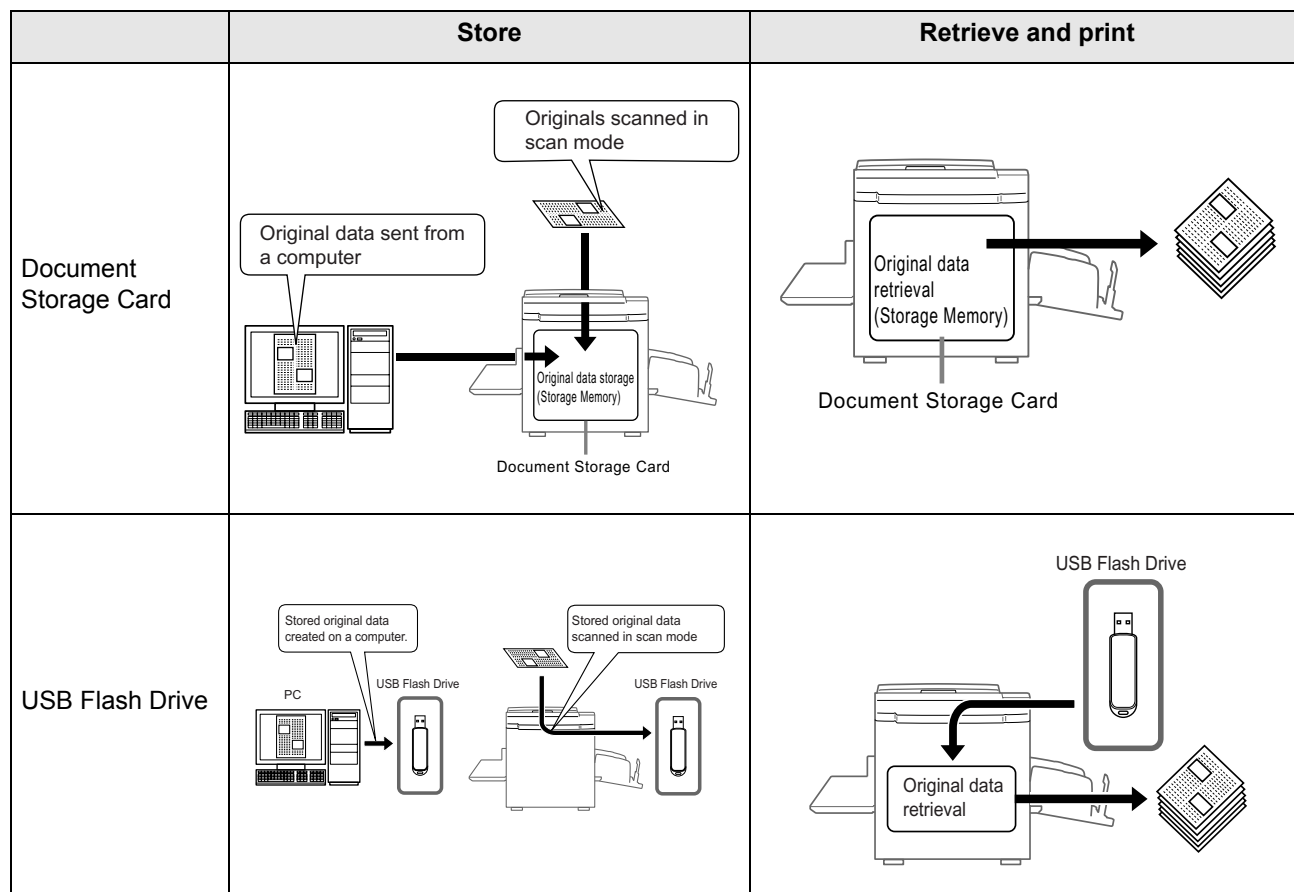 Store
Retrieve and print
Document
Storage Card
Originals scanned in
scan mode
Original data sent from
a computer
Original data storage
(Storage Memory)
Document Storage Card
Original data
retrieval
(Storage Memory)
Document Storage Card
USB Flash Drive
Stored original data
created on a computer.
PC
USB Flash Drive
Stored original data
scanned in scan mode
USB Flash Drive
USB Flash Drive
Original data
retrieval